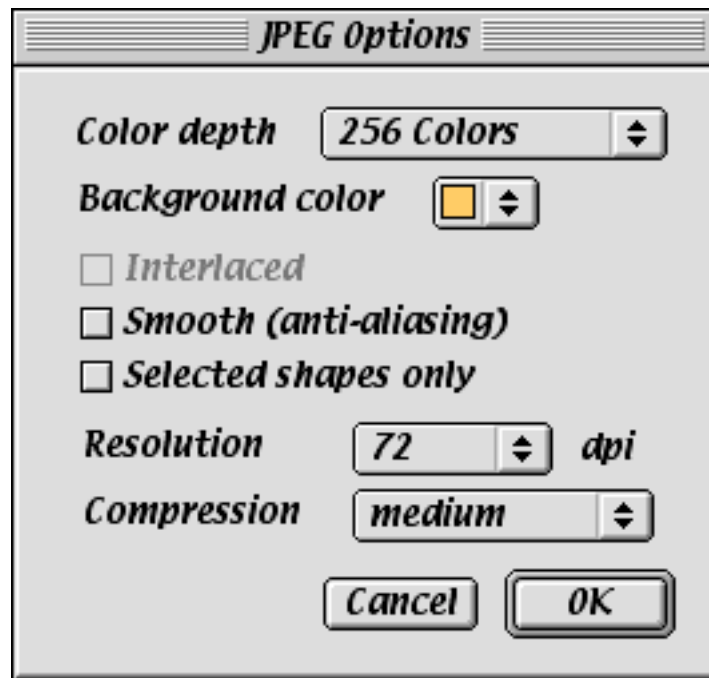 JPEG Options
Color depth 256 Colors
Background color
Interlaced
Smooth (anti-aliasing)
Selected shapes only
Resolution 72 dpi
Compression medium
Cancel OK